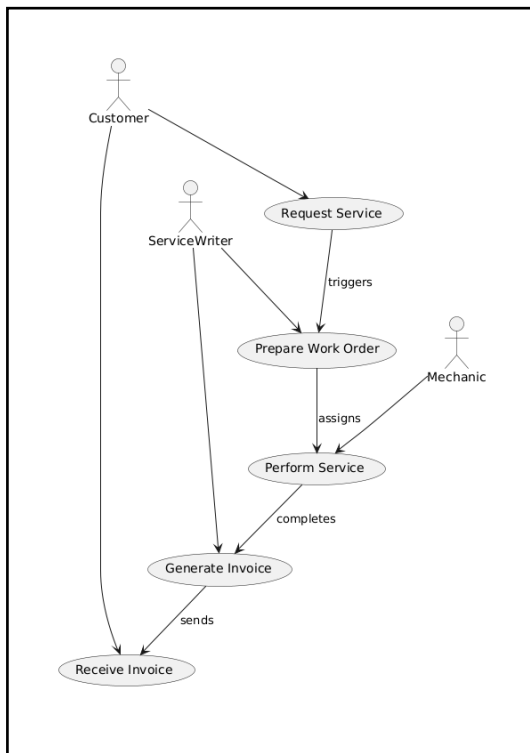 Customer
ServiceWriter
Request Service
triggers
Prepare Work Order
Mechanic
assigns
Perform Service
completes
Generate Invoice
sends
Receive Invoice